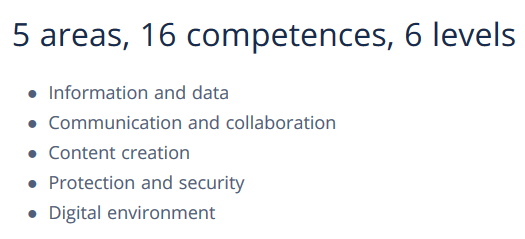 5 areas, 16 competences, 6 levels
• Information and data
• Communication and collaboration
• Content creation
• Protection and security
• Digital environment